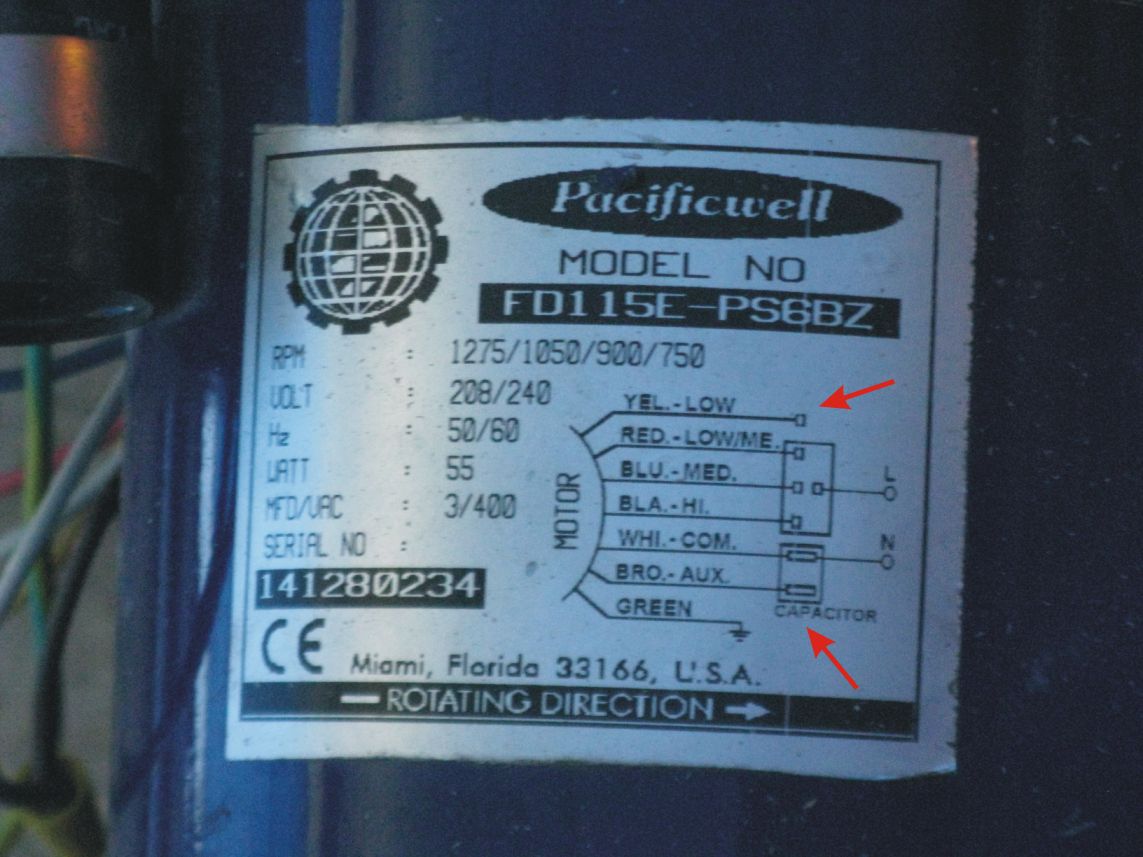 Pacificwell
MODEL NO
FD115E-PS6BZ
RPM : 1275/1050/900/750
VOLT : 208/240
Hz : 50/60
WATT : 55
MFD/VAC : 3/400
SERIAL NO :
141280234
MOTOR
YEL.-LOW
RED.-LOW/ME.
BLU.-MED.
BLA.-HI.
WHI.-COM.
BRO.-AUX.
GREEN
L
N
CAPACITOR
CE
Miami, Florida 33166, U.S.A.
ROTATING DIRECTION